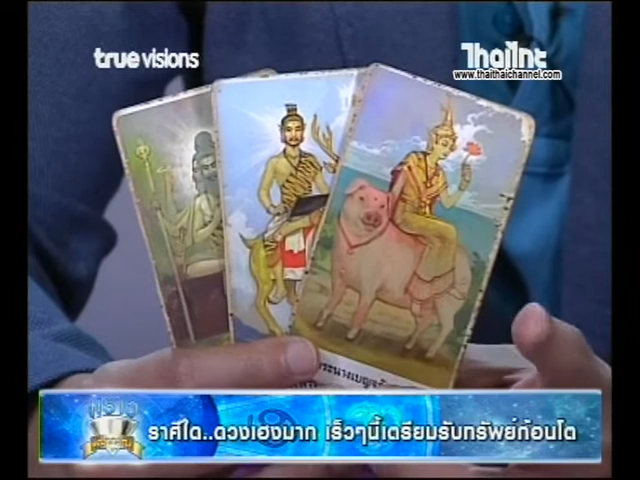 true visions
ThaiThai
www.thaithaichannel.com
ราศีใด..ดวงเฮงมาก เร็วๆนี้เตรียมรับทรัพย์ก้อนโต